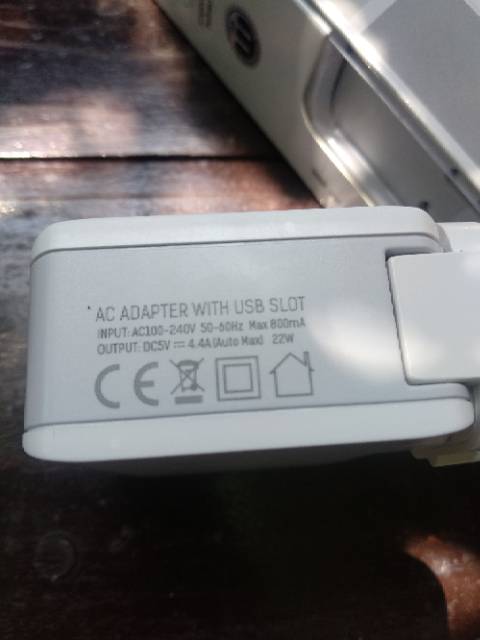 AC ADAPTER WITH USB SLOT
INPUT: AC100-240V 50-60Hz Max 800mA
OUTPUT: DC5V ⎓ 4.4A (Auto Max) 22W
CE